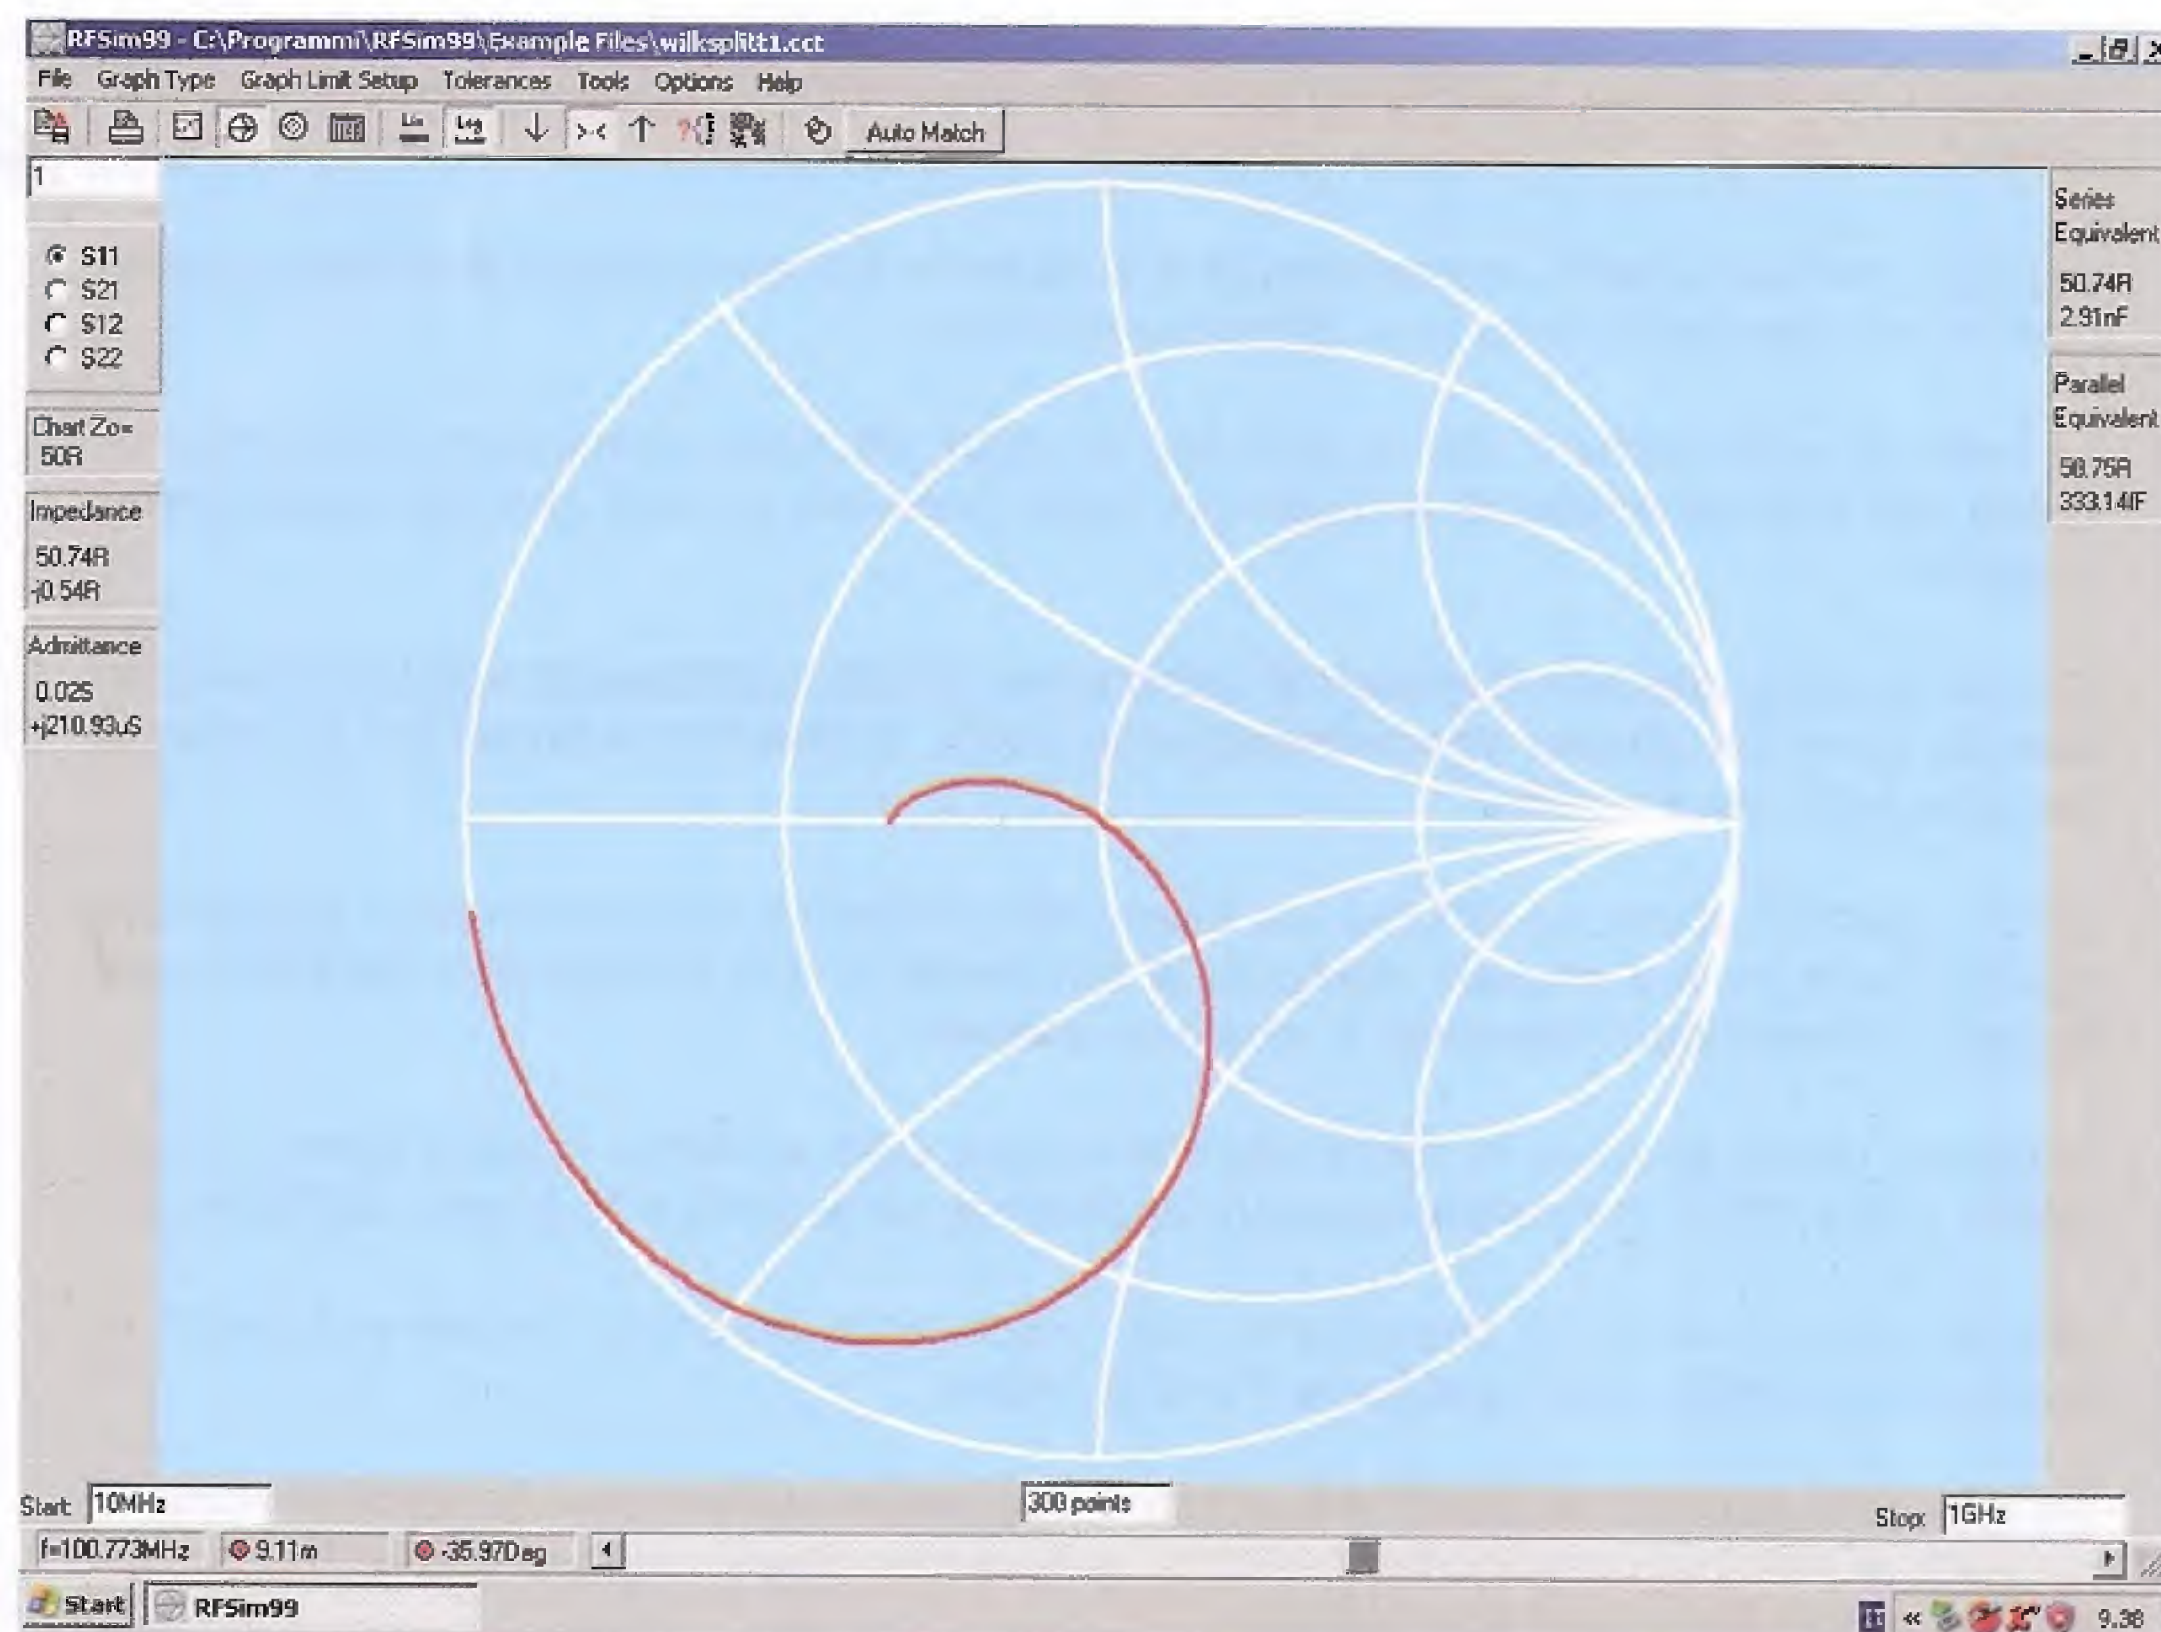 RFSim99 - C:\Programmi\RFSim99\Example Files\wilksplitt1.cct
File Graph Type Graph Limit Setup Tolerances Tools Options Help
Lin Log Auto Match
1
S11
S21
S12
S22
Chart Zo=
50R
Impedance
50.74R
-j0.54R
Admittance
0.02S
+j210.93uS
Series
Equivalent
50.74R
2.91nF
Parallel
Equivalent
50.75R
333.14fF
Start: 10MHz
300 points
Stop: 1GHz
f=100.773MHz 9.11m -35.97Deg
Start RFSim99
« 9.38